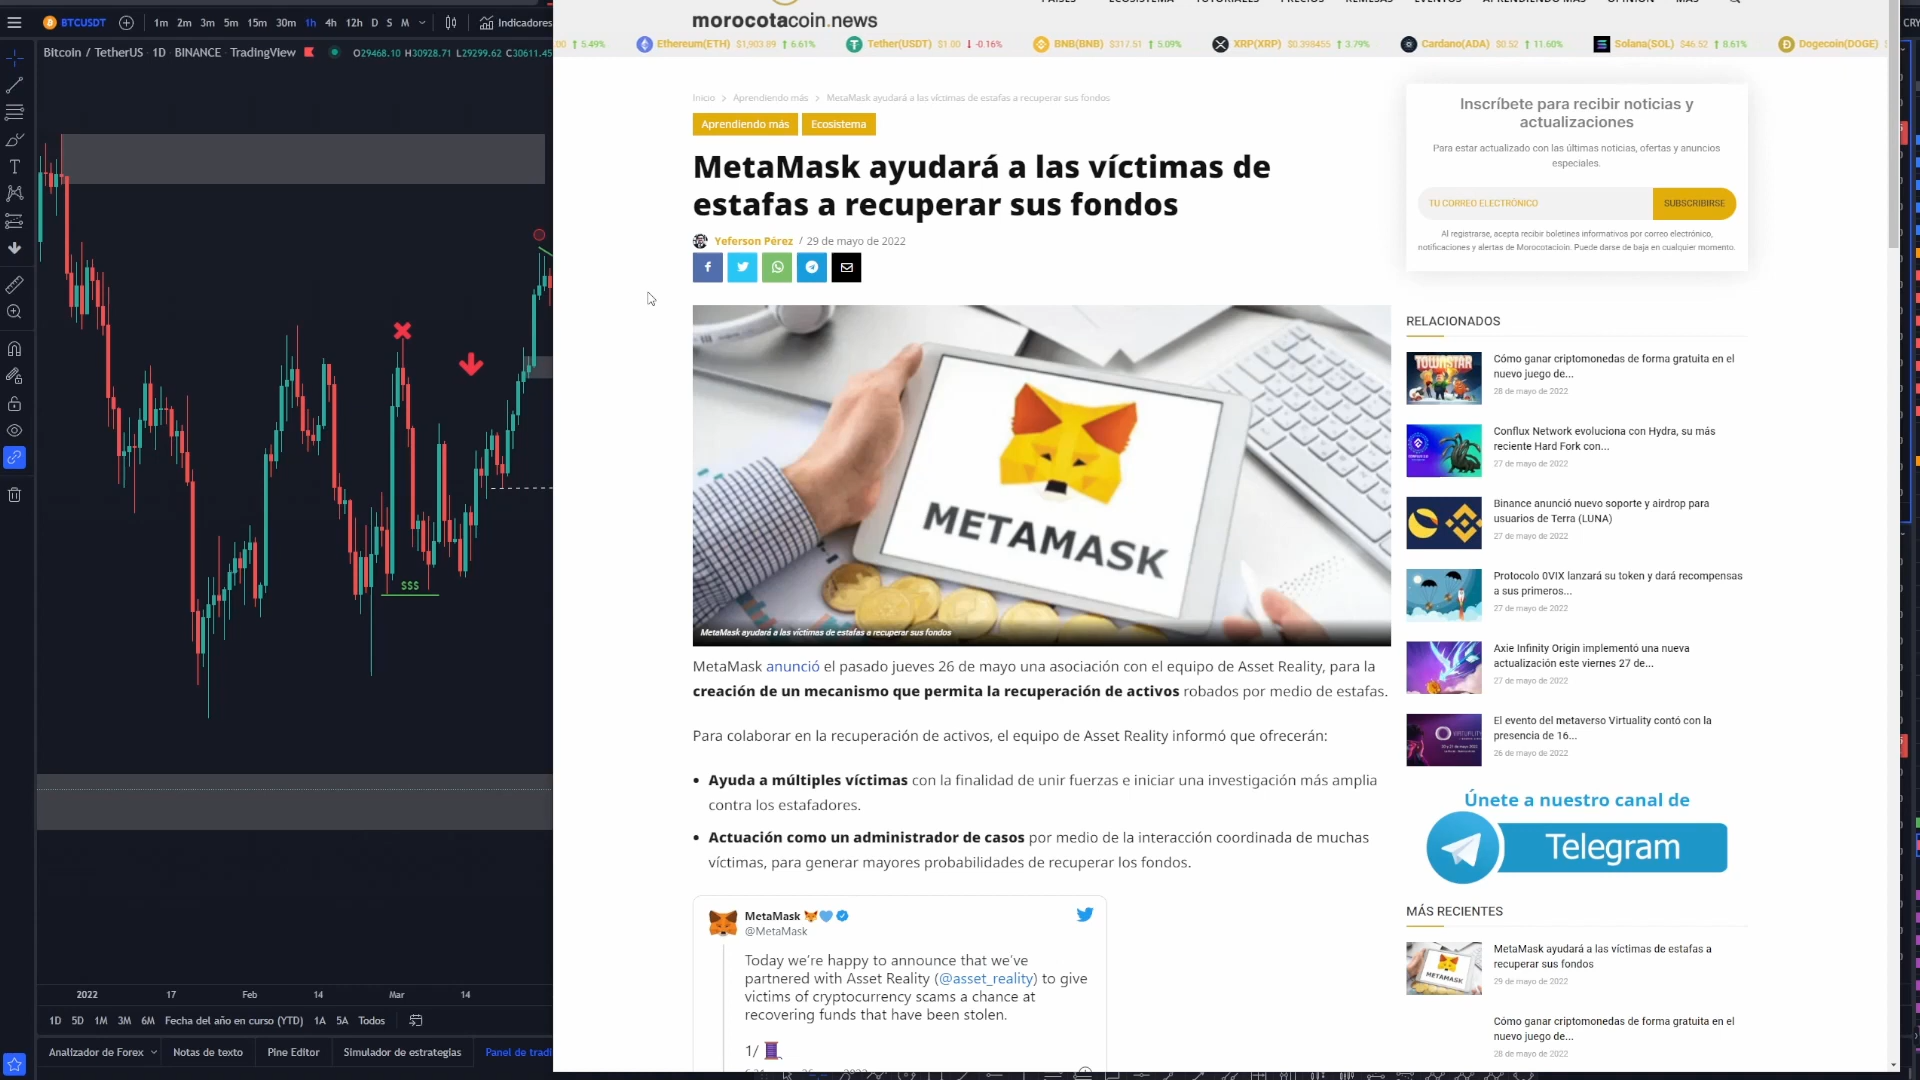 BTCUSDT 1m 2m 3m 5m 15m 30m 1h 4h 12h D S M Indicadores
Bitcoin / TetherUS · 1D · BINANCE · TradingView O29468.10 H30928.71 L29299.62 C30611.45
$$$
2022 17 Feb 14 Mar 14
1D 5D 1M 3M 6M Fecha del año en curso (YTD) 1A 5A Todos
Analizador de Forex Notas de texto Pine Editor Simulador de estrategias Panel de tradi
morocotacoin.news
5.49% Ethereum(ETH) $1,903.89 6.61% Tether(USDT) $1.00 -0.16% BNB(BNB) $317.51 5.09% XRP(XRP) $0.398455 3.79% Cardano(ADA) $0.52 11.60% Solana(SOL) $46.52 8.61% Dogecoin(DOGE)
Inicio > Aprendiendo más > MetaMask ayudará a las víctimas de estafas a recuperar sus fondos
Aprendiendo más Ecosistema
MetaMask ayudará a las víctimas de
estafas a recuperar sus fondos
Yeferson Pérez / 29 de mayo de 2022
METAMASK
MetaMask ayudará a las víctimas de estafas a recuperar sus fondos
MetaMask anunció el pasado jueves 26 de mayo una asociación con el equipo de Asset Reality, para la
creación de un mecanismo que permita la recuperación de activos robados por medio de estafas.
Para colaborar en la recuperación de activos, el equipo de Asset Reality informó que ofrecerán:
• Ayuda a múltiples víctimas con la finalidad de unir fuerzas e iniciar una investigación más amplia
contra los estafadores.
• Actuación como un administrador de casos por medio de la interacción coordinada de muchas
víctimas, para generar mayores probabilidades de recuperar los fondos.
MetaMask
@MetaMask
Today we're happy to announce that we've
partnered with Asset Reality (@asset_reality) to give
victims of cryptocurrency scams a chance at
recovering funds that have been stolen.
1/
Inscríbete para recibir noticias y
actualizaciones
Para estar actualizado con las últimas noticias, ofertas y anuncios
especiales.
TU CORREO ELECTRÓNICO SUBSCRIBIRSE
Al registrarse, acepta recibir boletines informativos por correo electrónico,
notificaciones y alertas de Morocotacioin. Puede darse de baja en cualquier momento.
RELACIONADOS
TOWNSTAR
Cómo ganar criptomonedas de forma gratuita en el
nuevo juego de...
28 de mayo de 2022
Conflux Network evoluciona con Hydra, su más
reciente Hard Fork con...
27 de mayo de 2022
Binance anunció nuevo soporte y airdrop para
usuarios de Terra (LUNA)
27 de mayo de 2022
Protocolo 0VIX lanzará su token y dará recompensas
a sus primeros...
27 de mayo de 2022
Axie Infinity Origin implementó una nueva
actualización este viernes 27 de...
27 de mayo de 2022
El evento del metaverso Virtuality contó con la
presencia de 16...
26 de mayo de 2022
Únete a nuestro canal de
Telegram
MÁS RECIENTES
MetaMask ayudará a las víctimas de estafas a
recuperar sus fondos
29 de mayo de 2022
Cómo ganar criptomonedas de forma gratuita en el
nuevo juego de...
28 de mayo de 2022